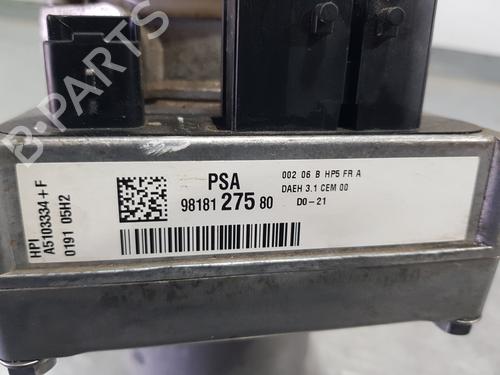 B-PARTS
PSA
98181 275 80
002 06 B HP5 FR A
DAEH 3.1 CEM 00
D0-21
HPI
A5103334+F
0191 05H2